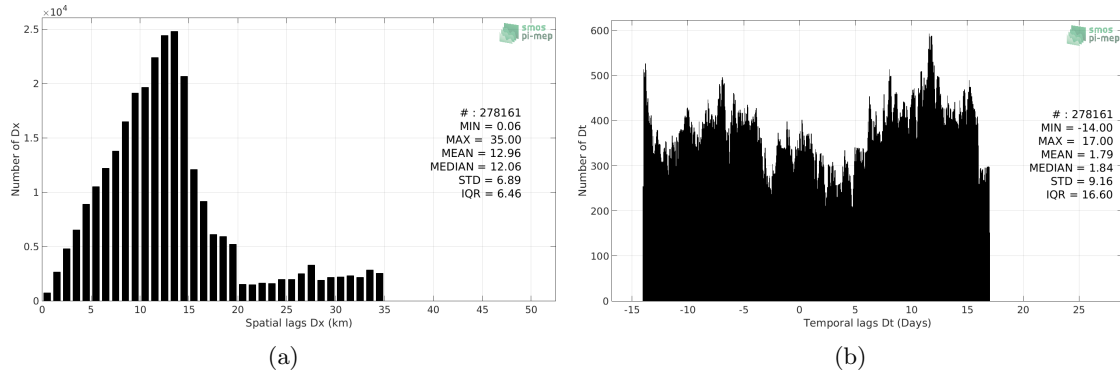 ×10⁴
2.5
2
1.5
1
0.5
0
Number of Dx
0 5 10 15 20 25 30 35 40 45 50
Spatial lags Dx (km)
smos
pi-mep
# : 278161
MIN = 0.06
MAX = 35.00
MEAN = 12.96
MEDIAN = 12.06
STD = 6.89
IQR = 6.46
(a)
600
500
400
300
200
100
0
Number of Dt
-15 -10 -5 0 5 10 15 20 25
Temporal lags Dt (Days)
smos
pi-mep
# : 278161
MIN = -14.00
MAX = 17.00
MEAN = 1.79
MEDIAN = 1.84
STD = 9.16
IQR = 16.60
(b)